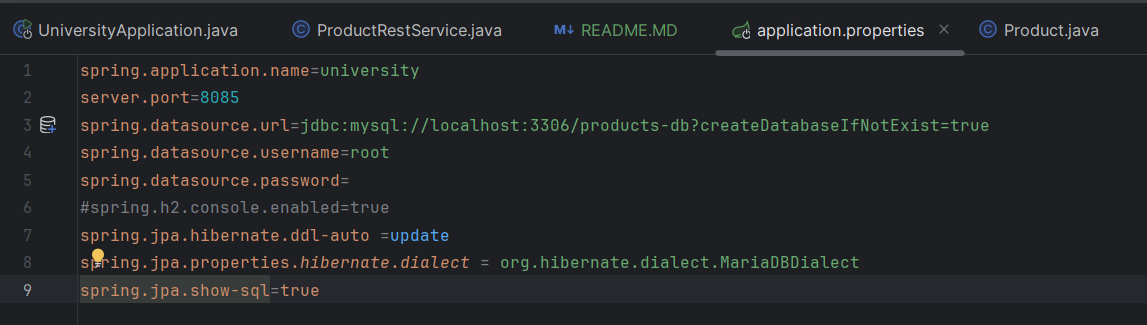 UniversityApplication.java ProductRestService.java M↓ README.MD application.properties Product.java
1 spring.application.name=university
2 server.port=8085
3 spring.datasource.url=jdbc:mysql://localhost:3306/products-db?createDatabaseIfNotExist=true
4 spring.datasource.username=root
5 spring.datasource.password=
6 #spring.h2.console.enabled=true
7 spring.jpa.hibernate.ddl-auto =update
8 spring.jpa.properties.hibernate.dialect = org.hibernate.dialect.MariaDBDialect
9 spring.jpa.show-sql=true